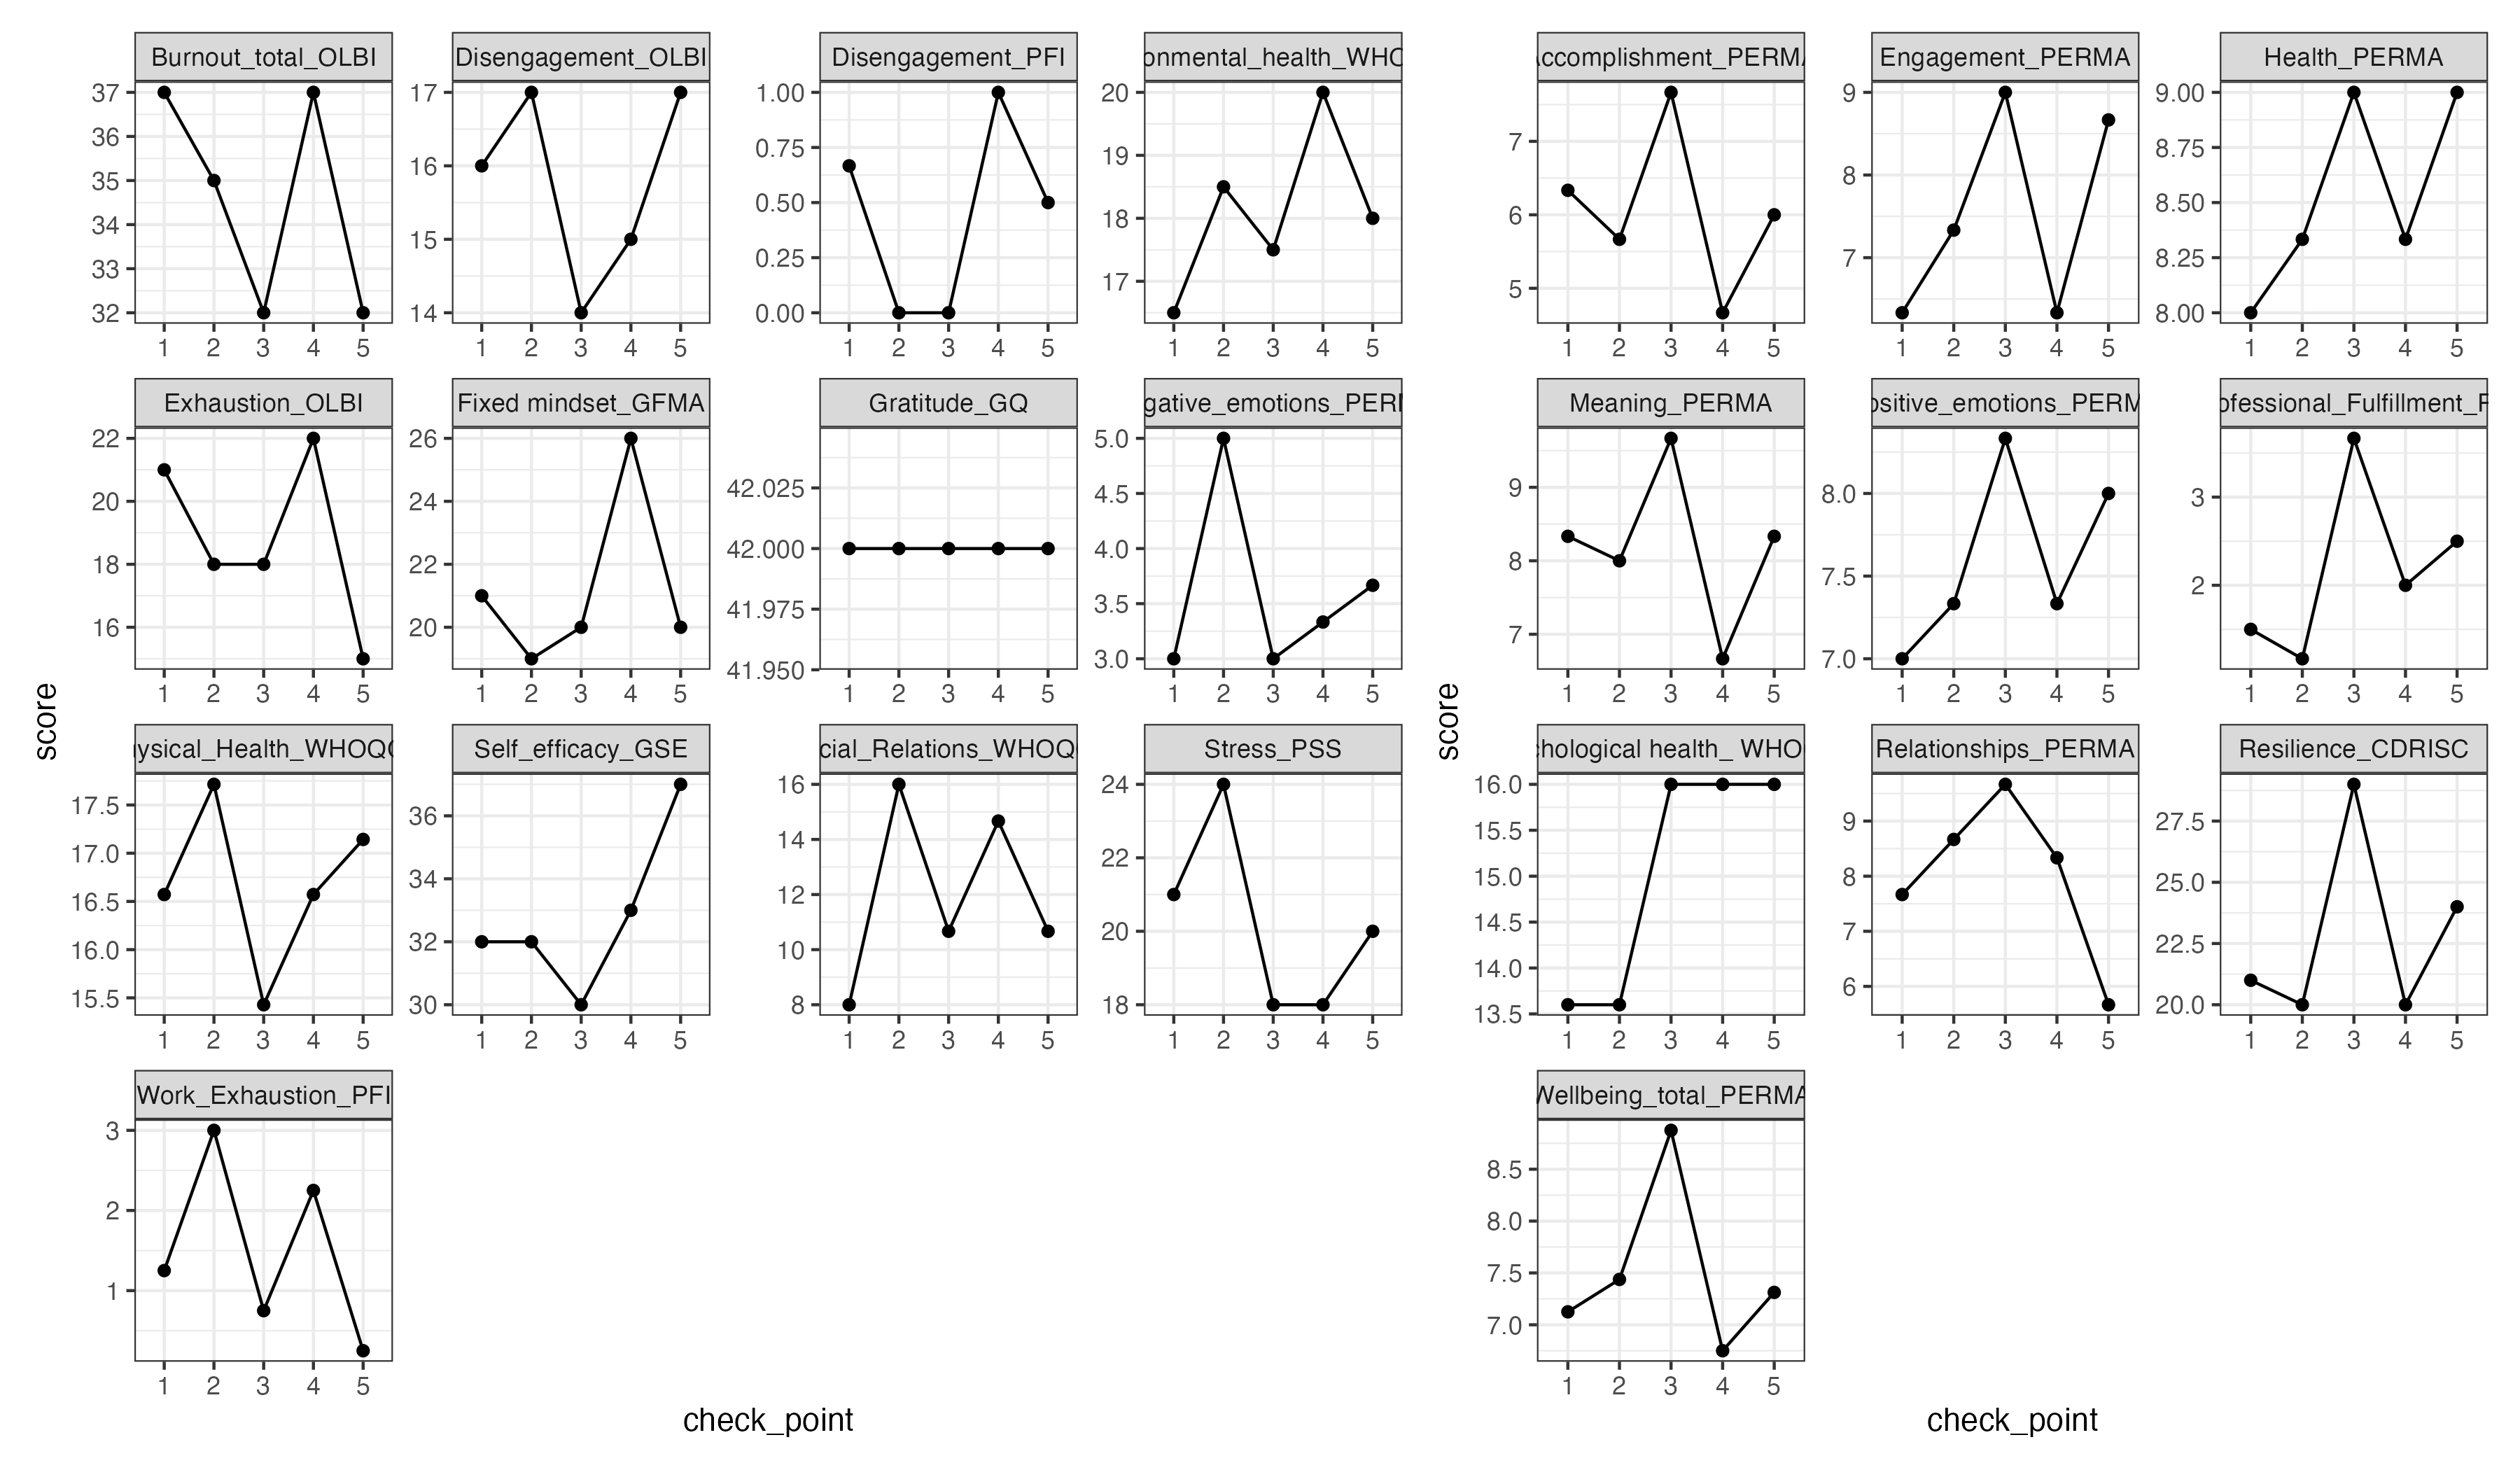 score
Burnout_total_OLBI
37
36
35
34
33
32
1 2 3 4 5
Disengagement_OLBI
17
16
15
14
1 2 3 4 5
Disengagement_PFI
1.00
0.75
0.50
0.25
0.00
1 2 3 4 5
onmental_health_WHO
20
19
18
17
1 2 3 4 5
Exhaustion_OLBI
22
20
18
16
1 2 3 4 5
Fixed mindset_GFMA
26
24
22
20
1 2 3 4 5
Gratitude_GQ
42.025
42.000
41.975
41.950
1 2 3 4 5
gative_emotions_PER
5.0
4.5
4.0
3.5
3.0
1 2 3 4 5
ysical_Health_WHOQ
17.5
17.0
16.5
16.0
15.5
1 2 3 4 5
Self_efficacy_GSE
36
34
32
30
1 2 3 4 5
cial_Relations_WHOQ
16
14
12
10
8
1 2 3 4 5
Stress_PSS
24
22
20
18
1 2 3 4 5
Work_Exhaustion_PFI
3
2
1
1 2 3 4 5
check_point
score
ccomplishment_PERMA
7
6
5
1 2 3 4 5
Engagement_PERMA
9
8
7
1 2 3 4 5
Health_PERMA
9.00
8.75
8.50
8.25
8.00
1 2 3 4 5
Meaning_PERMA
9
8
7
1 2 3 4 5
ositive_emotions_PERM
8.0
7.5
7.0
1 2 3 4 5
ofessional_Fulfillment_
3
2
1 2 3 4 5
chological health_ WHO
16.0
15.5
15.0
14.5
14.0
13.5
1 2 3 4 5
Relationships_PERMA
9
8
7
6
1 2 3 4 5
Resilience_CDRISC
27.5
25.0
22.5
20.0
1 2 3 4 5
Wellbeing_total_PERMA
8.5
8.0
7.5
7.0
1 2 3 4 5
check_point